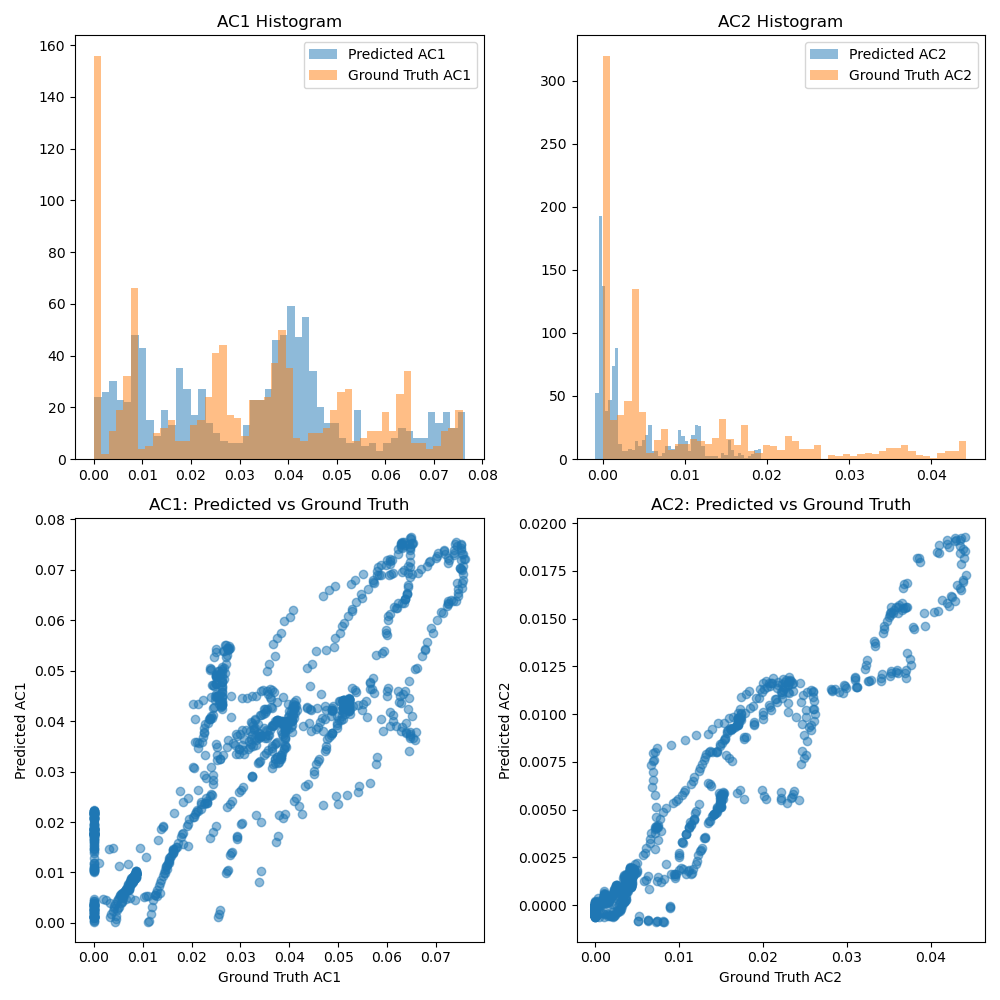 AC1 Histogram
Predicted AC1
Ground Truth AC1
160
140
120
100
80
60
40
20
0
0.00 0.01 0.02 0.03 0.04 0.05 0.06 0.07 0.08
AC2 Histogram
Predicted AC2
Ground Truth AC2
300
250
200
150
100
50
0
0.00 0.01 0.02 0.03 0.04
AC1: Predicted vs Ground Truth
Predicted AC1
0.08
0.07
0.06
0.05
0.04
0.03
0.02
0.01
0.00
0.00 0.01 0.02 0.03 0.04 0.05 0.06 0.07
Ground Truth AC1
AC2: Predicted vs Ground Truth
Predicted AC2
0.0200
0.0175
0.0150
0.0125
0.0100
0.0075
0.0050
0.0025
0.0000
0.00 0.01 0.02 0.03 0.04
Ground Truth AC2